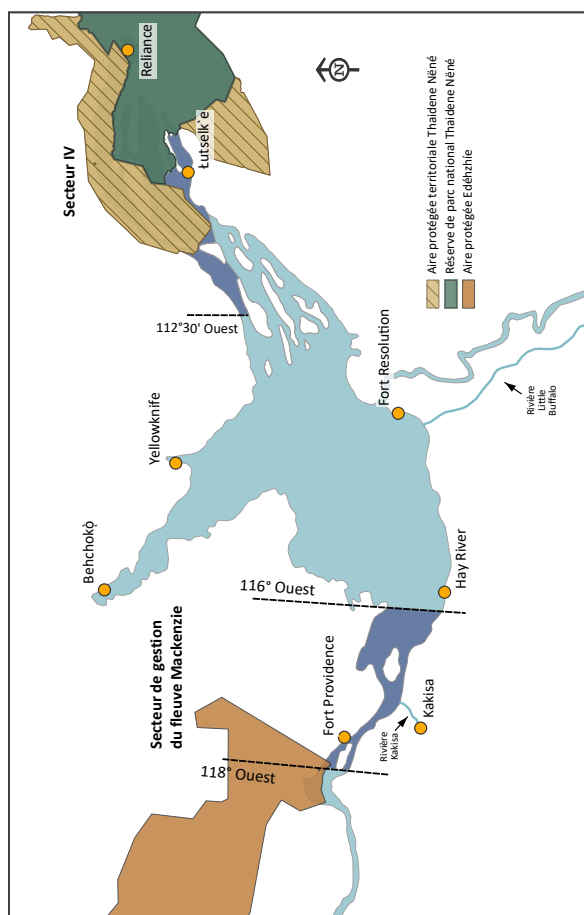 Secteur de gestion
du fleuve Mackenzie
118° Ouest
Fort Providence
Rivière
Kakisa
Kakisa
116° Ouest
Hay River
Behchokǫ̀
Yellowknife
Fort Resolution
Rivière
Little
Buffalo
112°30' Ouest
Secteur IV
Łutselk`e
Reliance
N
Aire protégée territoriale Thaidene Nëné
Réserve de parc national Thaidene Nëné
Aire protégée Edéhzhíe